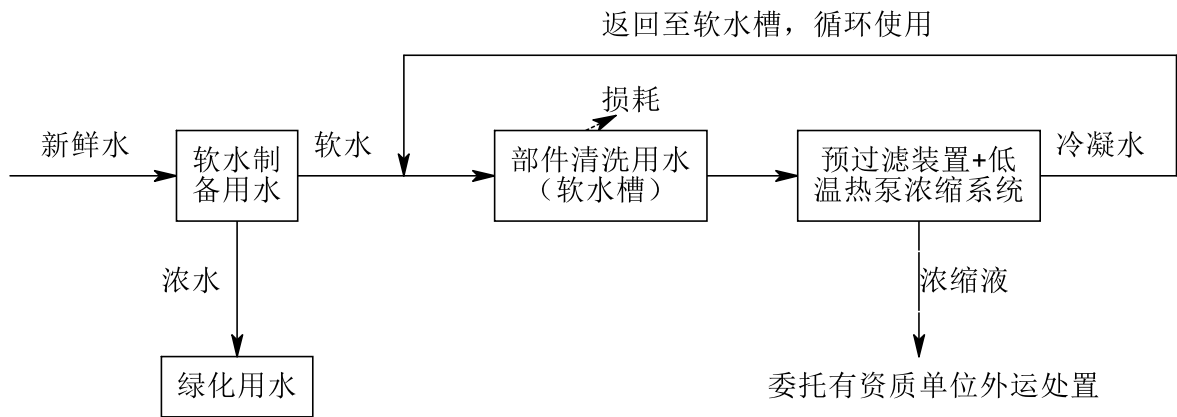 返回至软水槽，循环使用
损耗
新鲜水
软水制
备用水
软水
部件清洗用水
（软水槽）
预过滤装置+低
温热泵浓缩系统
冷凝水
浓水
浓缩液
绿化用水
委托有资质单位外运处置